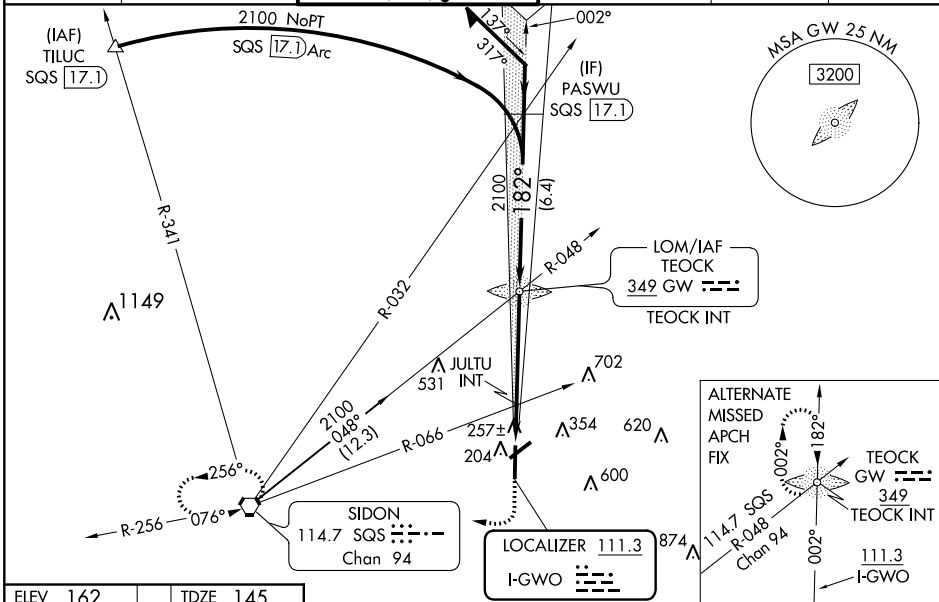 2100 NoPT
SQS 17.1 Arc
(IAF)
TILUC
SQS 17.1
137°
317°
002°
(IF)
PASWU
SQS 17.1
MSA GW 25 NM
3200
R-341
R-032
2100
182°
(6.4)
R-048
LOM/IAF
TEOCK
349 GW
TEOCK INT
1149
531
JULTU
INT
702
2100
048°
(12.3)
R-066
257±
204
354
620
600
874
256°
R-256
076°
SIDON
114.7 SQS
Chan 94
LOCALIZER 111.3
I-GWO
ALTERNATE
MISSED
APCH
FIX
002°
182°
TEOCK
GW
349
TEOCK INT
114.7 SQS
R-048
Chan 94
002°
111.3
I-GWO
ELEV 162
TDZE 145